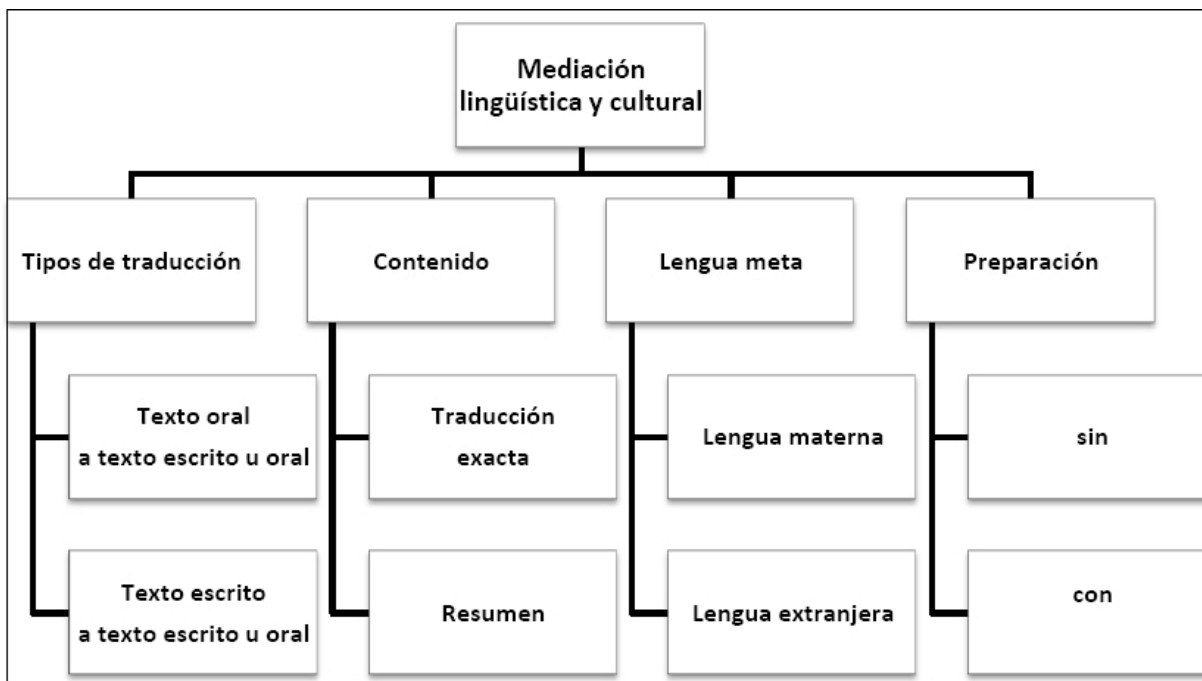 Mediación
lingüística y cultural
Tipos de traducción
Contenido
Lengua meta
Preparación
Texto oral
a texto escrito u oral
Traducción
exacta
Lengua materna
sin
Texto escrito
a texto escrito u oral
Resumen
Lengua extranjera
con